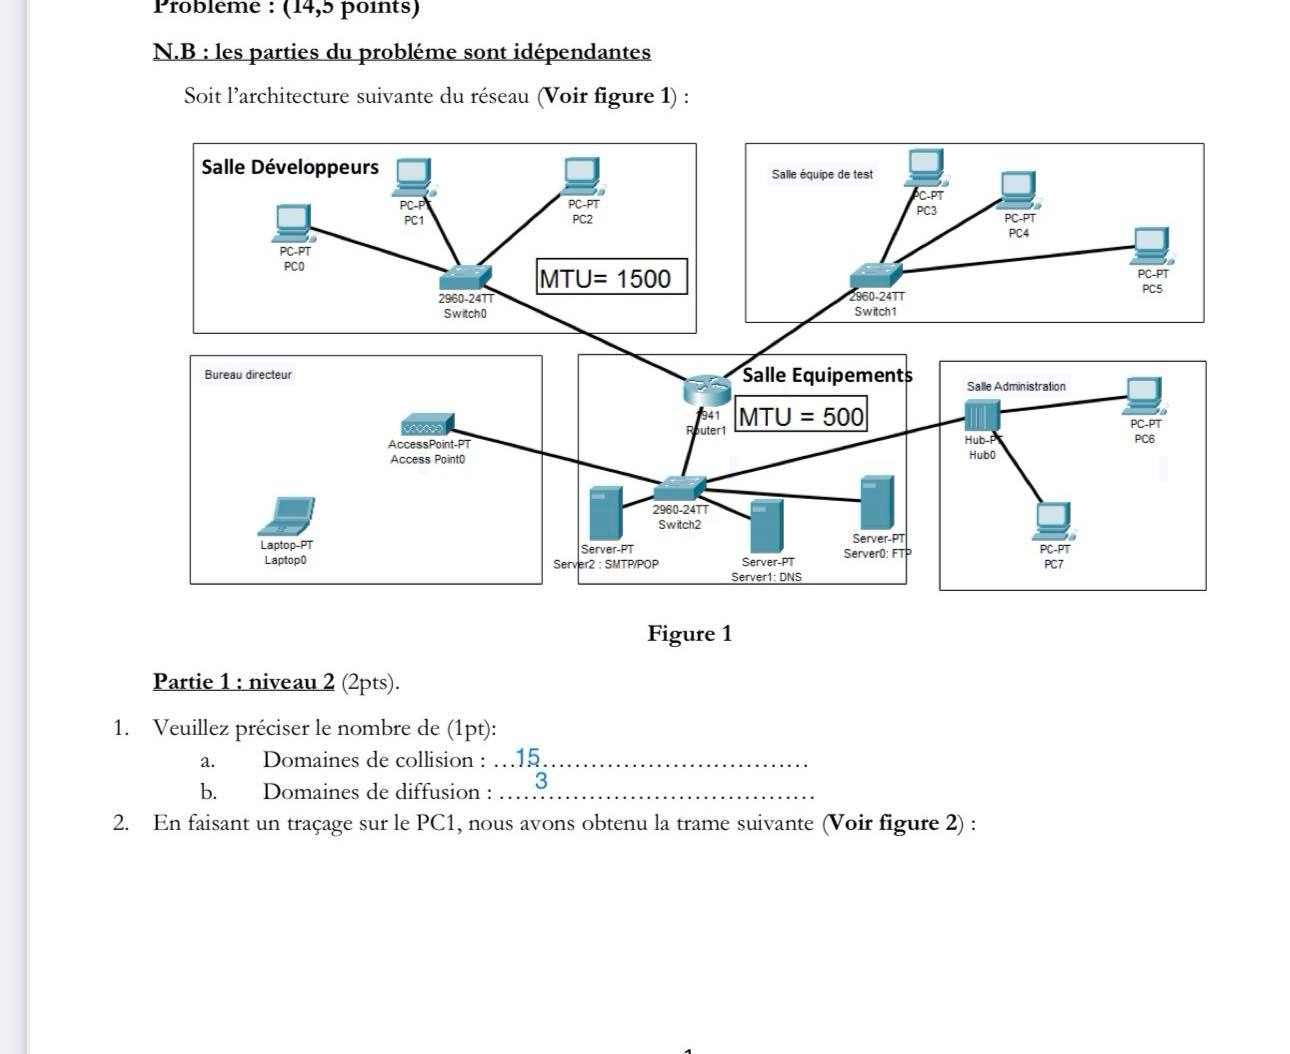 Problème : (14,5 points)
N.B : les parties du probléme sont idépendantes
Soit l’architecture suivante du réseau (Voir figure 1) :
Salle Développeurs
PC-PT
PC0
PC-PT
PC1
PC-PT
PC2
MTU= 1500
2960-24TT
Switch0
Salle équipe de test
PC-PT
PC3
PC-PT
PC4
PC-PT
PC5
2960-24TT
Switch1
Bureau directeur
AccessPoint-PT
Access Point0
Laptop-PT
Laptop0
Salle Equipements
1941
Router1
MTU = 500
2960-24TT
Switch2
Server-PT
Server2 : SMTP/POP
Server-PT
Server1: DNS
Server-PT
Server0: FTP
Salle Administration
Hub-PT
Hub0
PC-PT
PC6
PC-PT
PC7
Figure 1
Partie 1 : niveau 2 (2pts).
1. Veuillez préciser le nombre de (1pt):
a. Domaines de collision : ...15......................................
b. Domaines de diffusion : ......3......................................
2. En faisant un traçage sur le PC1, nous avons obtenu la trame suivante (Voir figure 2) :